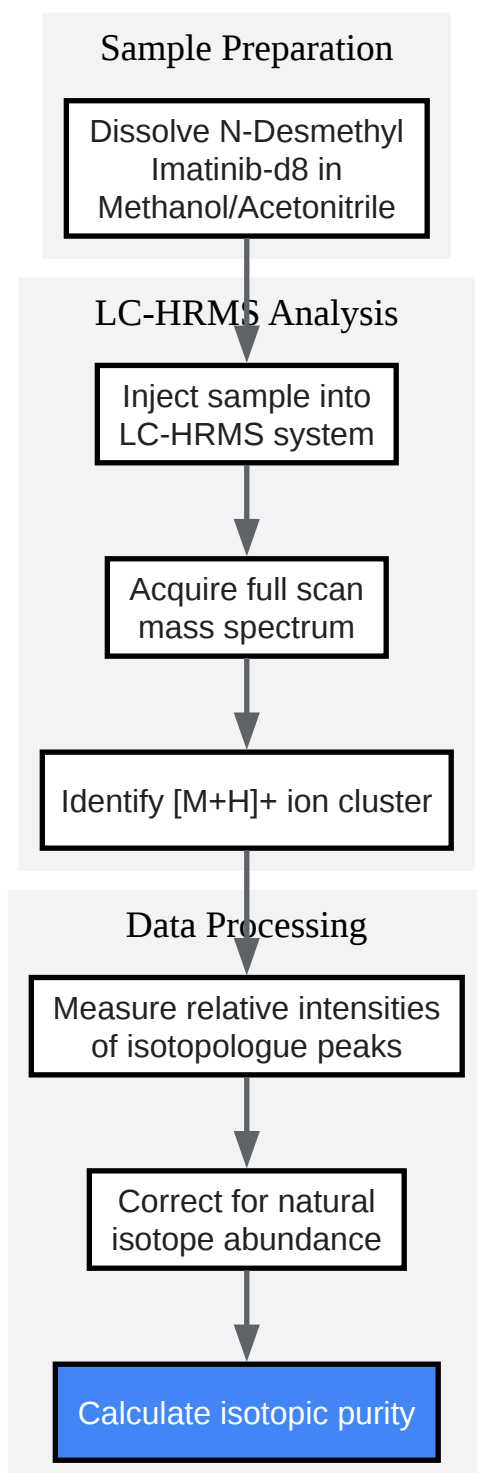 Sample Preparation
Dissolve N-Desmethyl
Imatinib-d8 in
Methanol/Acetonitrile
LC-HRMS Analysis
Inject sample into
LC-HRMS system
Acquire full scan
mass spectrum
Identify [M+H]+ ion cluster
Data Processing
Measure relative intensities
of isotopologue peaks
Correct for natural
isotope abundance
Calculate isotopic purity